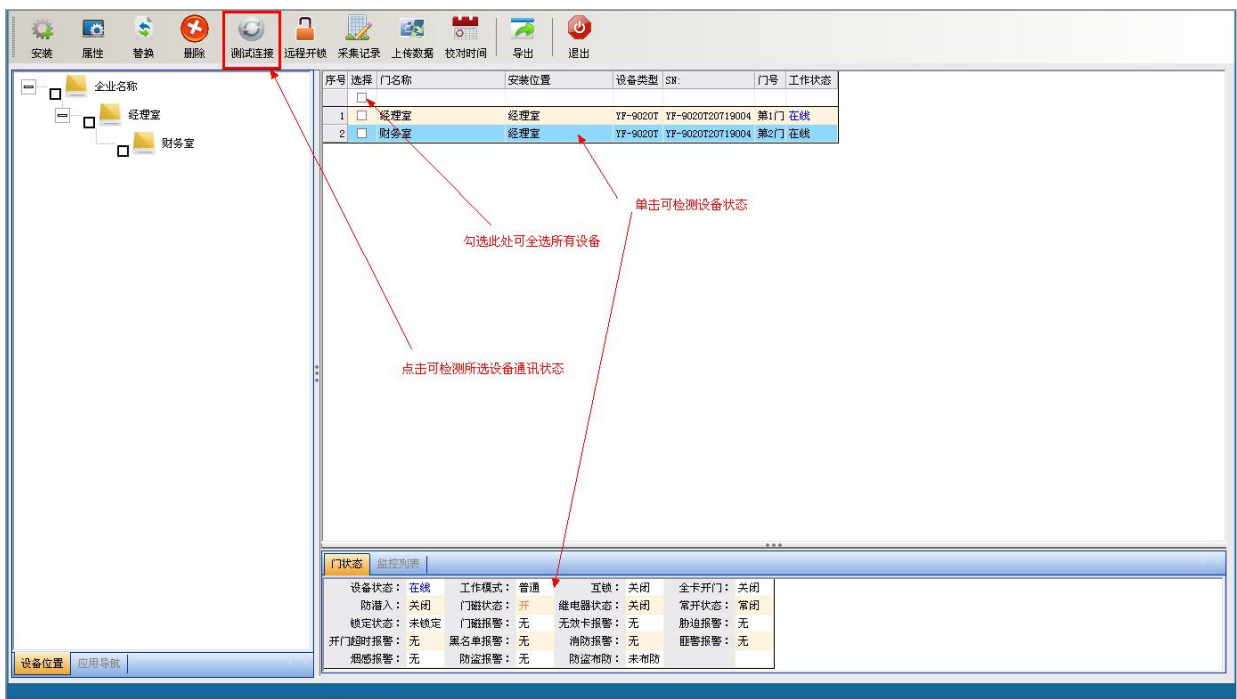 安装 属性 替换 删除 测试连接 远程开锁 采集记录 上传数据 校对时间 导出 退出
企业名称
经理室
财务室
序号 选择 门名称 安装位置 设备类型 SN: 门号 工作状态
1 经理室 经理室 YF-9020T YF-9020T20719004 第1门 在线
2 财务室 经理室 YF-9020T YF-9020T20719004 第2门 在线
单击可检测设备状态
勾选此处可全选所有设备
点击可检测所选设备通讯状态
门状态 监控列表
设备状态： 在线 工作模式： 普通 互锁： 关闭 全卡开门： 关闭
防潜入： 关闭 门磁状态： 开 继电器状态： 关闭 常开状态： 常闭
锁定状态： 未锁定 门磁报警： 无 无效卡报警： 无 胁迫报警： 无
开门超时报警： 无 黑名单报警： 无 消防报警： 无 匪警报警： 无
烟感报警： 无 防盗报警： 无 防盗布防： 未布防
设备位置 应用导航